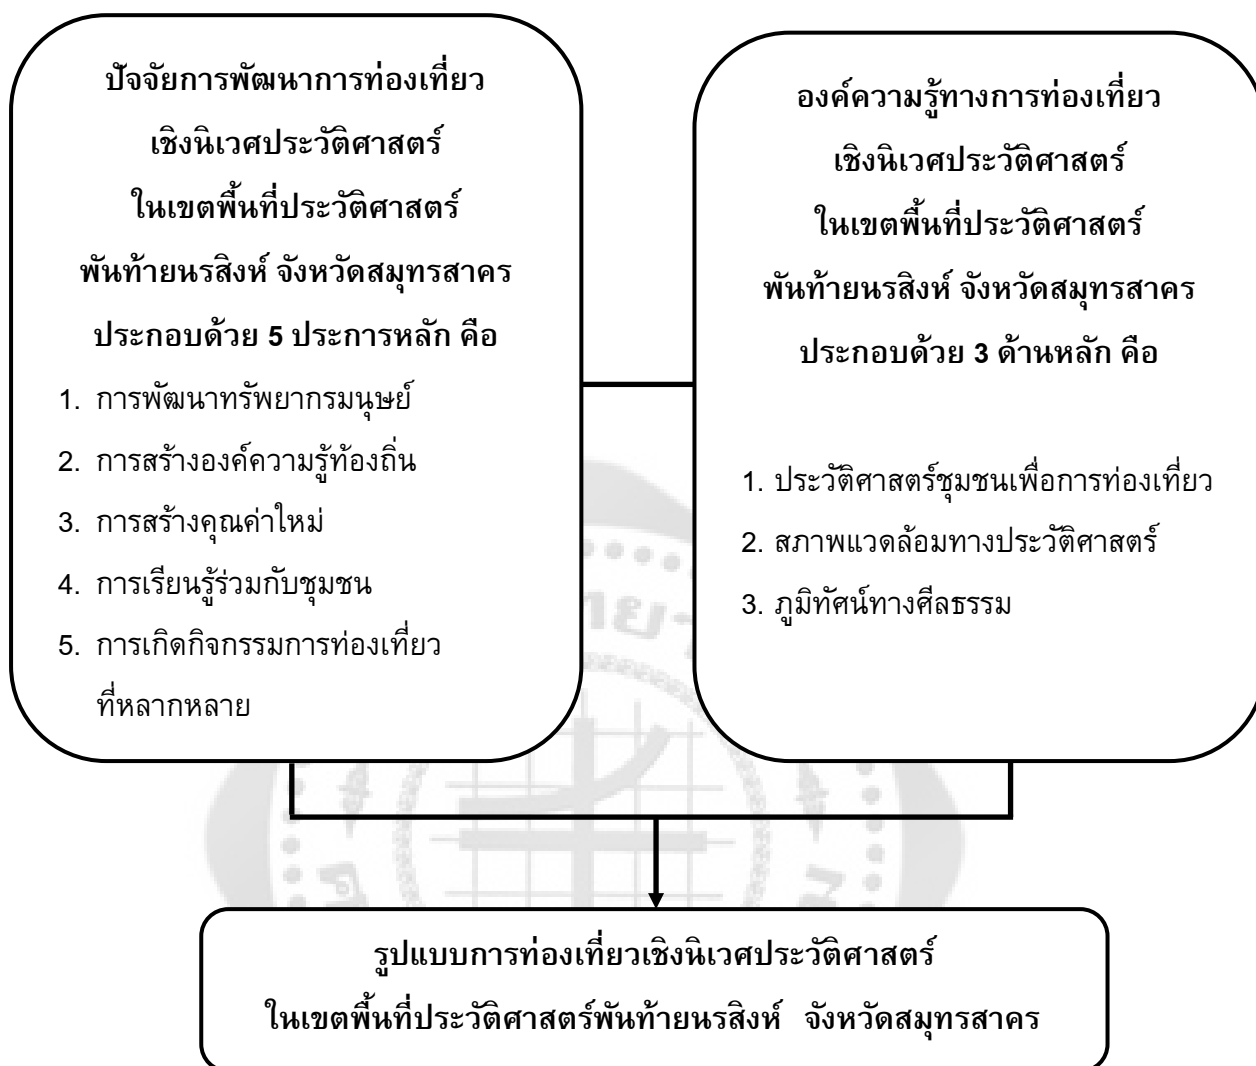 ปัจจัยการพัฒนาการท่องเที่ยว
เชิงนิเวศประวัติศาสตร์
ในเขตพื้นที่ประวัติศาสตร์
พันท้ายนรสิงห์ จังหวัดสมุทรสาคร
ประกอบด้วย 5 ประการหลัก คือ
1. การพัฒนาทรัพยากรมนุษย์
2. การสร้างองค์ความรู้ท้องถิ่น
3. การสร้างคุณค่าใหม่
4. การเรียนรู้ร่วมกับชุมชน
5. การเกิดกิจกรรมการท่องเที่ยว
ที่หลากหลาย
องค์ความรู้ทางการท่องเที่ยว
เชิงนิเวศประวัติศาสตร์
ในเขตพื้นที่ประวัติศาสตร์
พันท้ายนรสิงห์ จังหวัดสมุทรสาคร
ประกอบด้วย 3 ด้านหลัก คือ
1. ประวัติศาสตร์ชุมชนเพื่อการท่องเที่ยว
2. สภาพแวดล้อมทางประวัติศาสตร์
3. ภูมิทัศน์ทางศีลธรรม
รูปแบบการท่องเที่ยวเชิงนิเวศประวัติศาสตร์
ในเขตพื้นที่ประวัติศาสตร์พันท้ายนรสิงห์ จังหวัดสมุทรสาคร